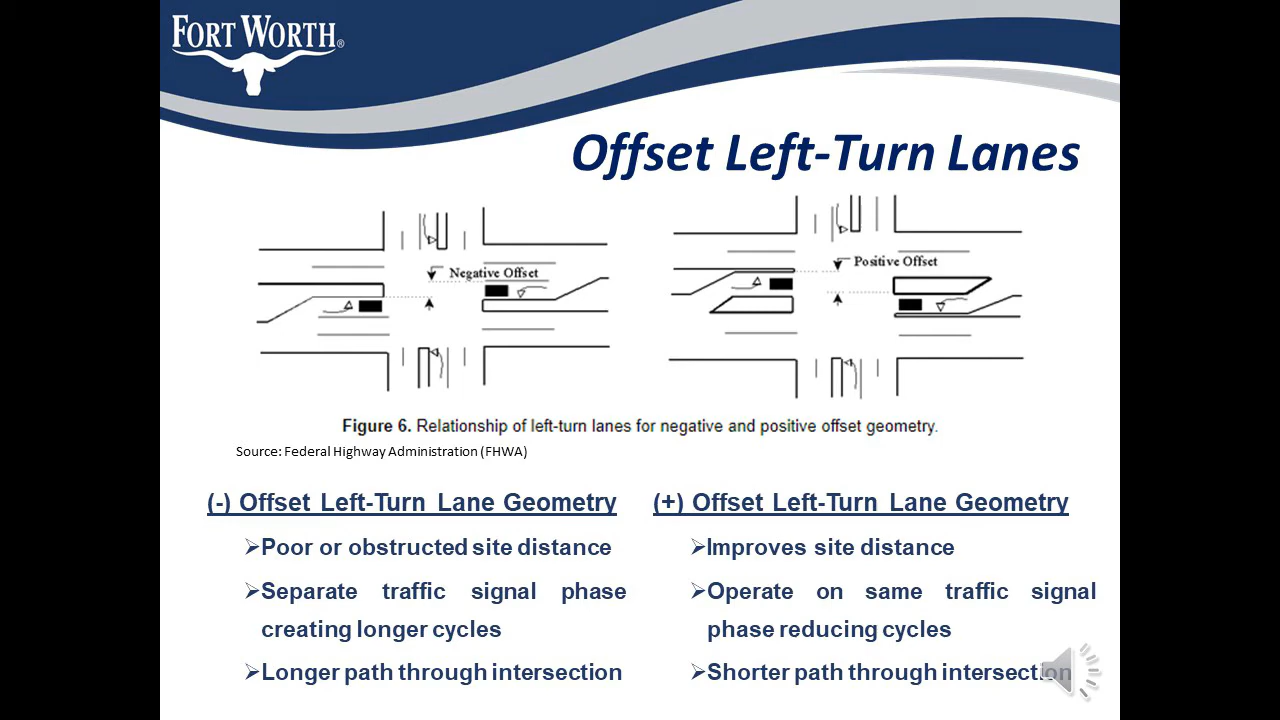 FORT WORTH®
Offset Left-Turn Lanes
Negative Offset
Positive Offset
Figure 6. Relationship of left-turn lanes for negative and positive offset geometry.
Source: Federal Highway Administration (FHWA)
(-) Offset Left-Turn Lane Geometry
➢Poor or obstructed site distance
➢Separate traffic signal phase
creating longer cycles
➢Longer path through intersection
(+) Offset Left-Turn Lane Geometry
➢Improves site distance
➢Operate on same traffic signal
phase reducing cycles
➢Shorter path through intersection